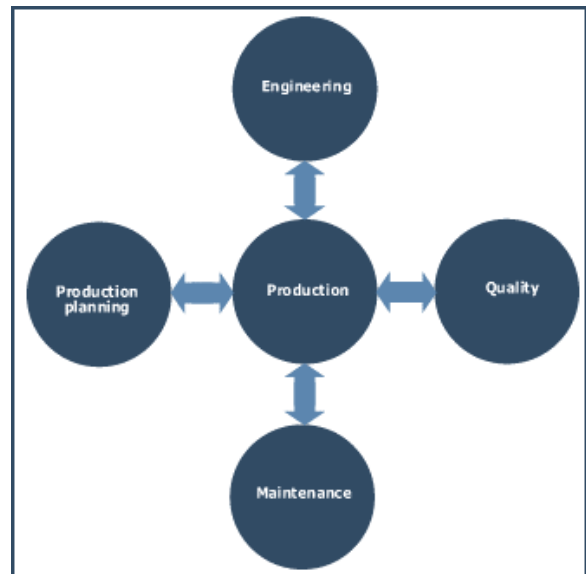 Engineering
Production
planning
Production
Quality
Maintenance